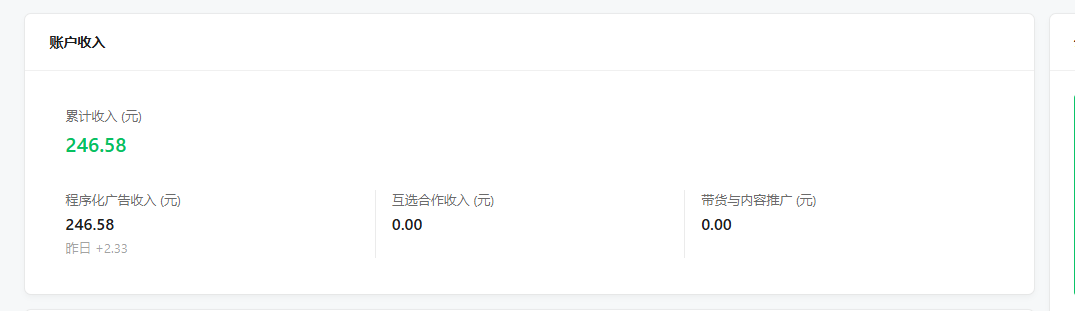 账户收入
累计收入 (元)
246.58
程序化广告收入 (元)
246.58
昨日 +2.33
互选合作收入 (元)
0.00
带货与内容推广 (元)
0.00